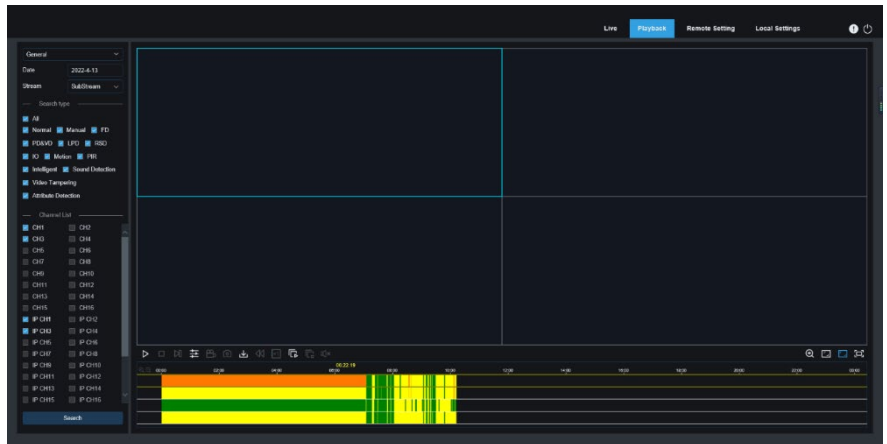 Live Playback Remote Setting Local Settings
General
Date 2022-4-13
Stream SubStream
Search type
All
Normal Manual FD
PD&VD LPD RSD
IO Motion PIR
Intelligent Sound Detection
Video Tampering
Attribute Detection
Channel List
CH1 CH2
CH3 CH4
CH5 CH6
CH7 CH8
CH9 CH10
CH11 CH12
CH13 CH14
CH15 CH16
IP CH1 IP CH2
IP CH3 IP CH4
IP CH5 IP CH6
IP CH7 IP CH8
IP CH9 IP CH10
IP CH11 IP CH12
IP CH13 IP CH14
IP CH15 IP CH16
Search
06:22:19
00:00 02:00 04:00 08:00 10:00 12:00 14:00 16:00 18:00 20:00 22:00 00:00